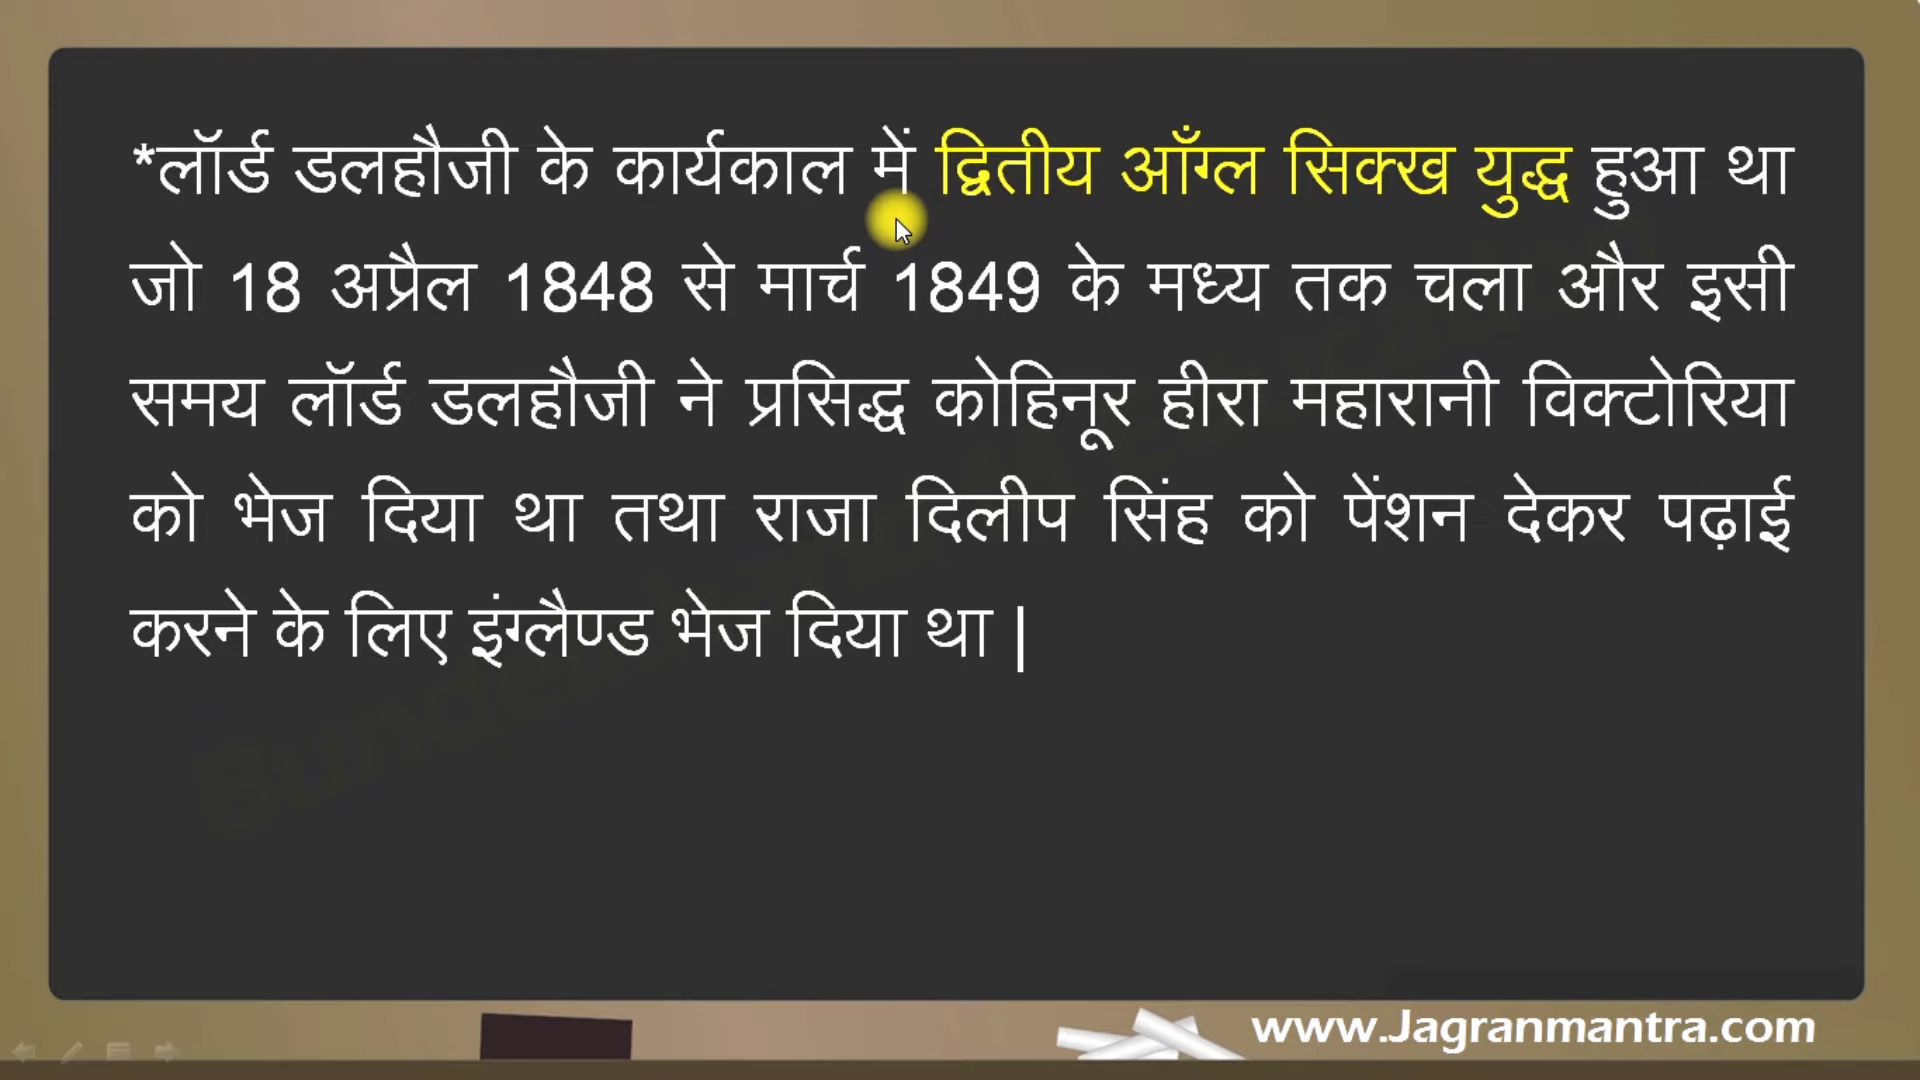 *लॉर्ड डलहौजी के कार्यकाल में द्वितीय आँग्ल सिक्ख युद्ध हुआ था
जो 18 अप्रैल 1848 से मार्च 1849 के मध्य तक चला और इसी
समय लॉर्ड डलहौजी ने प्रसिद्ध कोहिनूर हीरा महारानी विक्टोरिया
को भेज दिया था तथा राजा दिलीप सिंह को पेंशन देकर पढ़ाई
करने के लिए इंग्लैण्ड भेज दिया था |
www.Jagranmantra.com